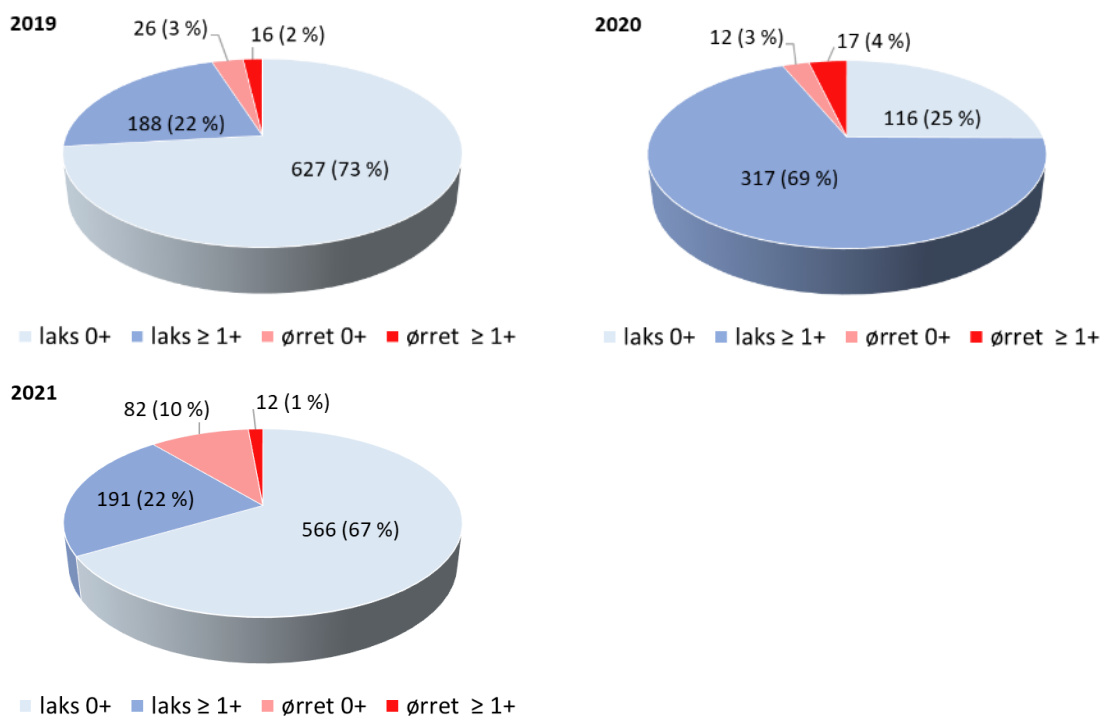 2019
26 (3 %)
16 (2 %)
188 (22 %)
627 (73 %)
laks 0+ laks ≥ 1+ ørret 0+ ørret ≥ 1+
2020
12 (3 %)
17 (4 %)
116 (25 %)
317 (69 %)
laks 0+ laks ≥ 1+ ørret 0+ ørret ≥ 1+
2021
82 (10 %)
12 (1 %)
191 (22 %)
566 (67 %)
laks 0+ laks ≥ 1+ ørret 0+ ørret ≥ 1+